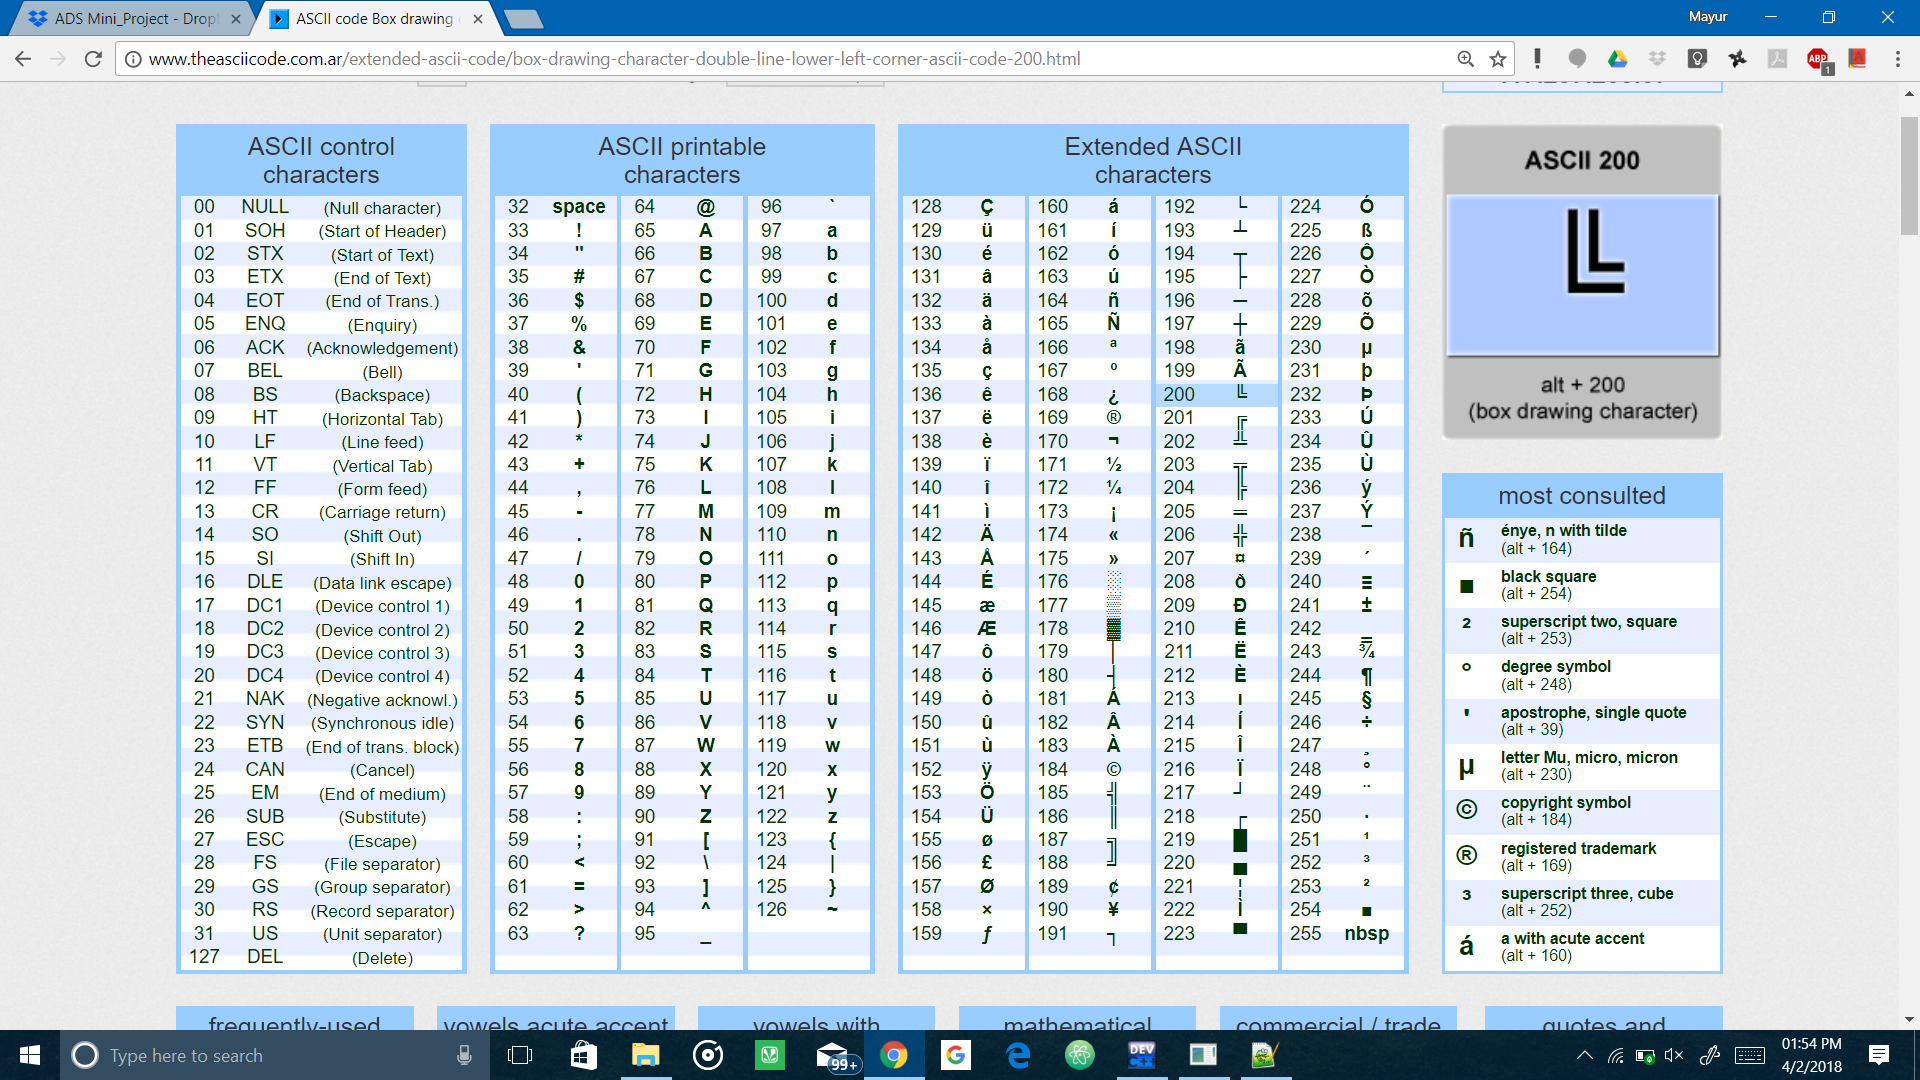 ADS Mini_Project - Drop
ASCII code Box drawing
Mayur
www.theasciicode.com.ar/extended-ascii-code/box-drawing-character-double-line-lower-left-corner-ascii-code-200.html
ABP
1
ASCII control characters
ASCII printable characters
Extended ASCII characters
00 NULL (Null character) 32 space 64 @ 96 ` 128 Ç 160 á 192 └ 224 Ó
01 SOH (Start of Header) 33 ! 65 A 97 a 129 ü 161 í 193 ┴ 225 ß
02 STX (Start of Text) 34 " 66 B 98 b 130 é 162 ó 194 ┬ 226 Ô
03 ETX (End of Text) 35 # 67 C 99 c 131 â 163 ú 195 ├ 227 Ò
04 EOT (End of Trans.) 36 $ 68 D 100 d 132 ä 164 ñ 196 ─ 228 õ
05 ENQ (Enquiry) 37 % 69 E 101 e 133 à 165 Ñ 197 ┼ 229 Õ
06 ACK (Acknowledgement) 38 & 70 F 102 f 134 å 166 ª 198 ã 230 µ
07 BEL (Bell) 39 ' 71 G 103 g 135 ç 167 º 199 Ã 231 þ
08 BS (Backspace) 40 ( 72 H 104 h 136 ê 168 ¿ 200 ╚ 232 Þ
09 HT (Horizontal Tab) 41 ) 73 I 105 i 137 ë 169 ® 201 ╔ 233 Ú
10 LF (Line feed) 42 * 74 J 106 j 138 è 170 ¬ 202 ╩ 234 Û
11 VT (Vertical Tab) 43 + 75 K 107 k 139 ï 171 ½ 203 ╦ 235 Ù
12 FF (Form feed) 44 , 76 L 108 l 140 î 172 ¼ 204 ╠ 236 ý
13 CR (Carriage return) 45 - 77 M 109 m 141 ì 173 ¡ 205 ═ 237 Ý
14 SO (Shift Out) 46 . 78 N 110 n 142 Ä 174 « 206 ╬ 238 ¯
15 SI (Shift In) 47 / 79 O 111 o 143 Å 175 » 207 ¤ 239 ´
16 DLE (Data link escape) 48 0 80 P 112 p 144 É 176 ░ 208 ð 240 ≡
17 DC1 (Device control 1) 49 1 81 Q 113 q 145 æ 177 ▒ 209 Ð 241 ±
18 DC2 (Device control 2) 50 2 82 R 114 r 146 Æ 178 ▓ 210 Ê 242 ‗
19 DC3 (Device control 3) 51 3 83 S 115 s 147 ô 179 │ 211 Ë 243 ¾
20 DC4 (Device control 4) 52 4 84 T 116 t 148 ö 180 ┤ 212 È 244 ¶
21 NAK (Negative acknowl.) 53 5 85 U 117 u 149 ò 181 Á 213 ı 245 §
22 SYN (Synchronous idle) 54 6 86 V 118 v 150 û 182 Â 214 Í 246 ÷
23 ETB (End of trans. block) 55 7 87 W 119 w 151 ù 183 À 215 Î 247 ¸
24 CAN (Cancel) 56 8 88 X 120 x 152 ÿ 184 © 216 Ï 248 °
25 EM (End of medium) 57 9 89 Y 121 y 153 Ö 185 ╣ 217 ┘ 249 ¨
26 SUB (Substitute) 58 : 90 Z 122 z 154 Ü 186 ║ 218 ┌ 250 ·
27 ESC (Escape) 59 ; 91 [ 123 { 155 ø 187 ╗ 219 █ 251 ¹
28 FS (File separator) 60 < 92 \ 124 | 156 £ 188 ╝ 220 ▄ 252 ³
29 GS (Group separator) 61 = 93 ] 125 } 157 Ø 189 ¢ 221 ¦ 253 ²
30 RS (Record separator) 62 > 94 ^ 126 ~ 158 × 190 ¥ 222 Ì 254 ■
31 US (Unit separator) 63 ? 95 _ 159 ƒ 191 ┐ 223 ▀ 255 nbsp
127 DEL (Delete)
ASCII 200
╚
alt + 200
(box drawing character)
most consulted
ñ énye, n with tilde
(alt + 164)
■ black square
(alt + 254)
² superscript two, square
(alt + 253)
° degree symbol
(alt + 248)
' apostrophe, single quote
(alt + 39)
µ letter Mu, micro, micron
(alt + 230)
© copyright symbol
(alt + 184)
® registered trademark
(alt + 169)
³ superscript three, cube
(alt + 252)
á a with acute accent
(alt + 160)
frequently-used
vowels acute accent
vowels with
mathematical
commercial / trade
quotes and
Type here to search
99+
G
DEV
C++
01:54 PM
4/2/2018